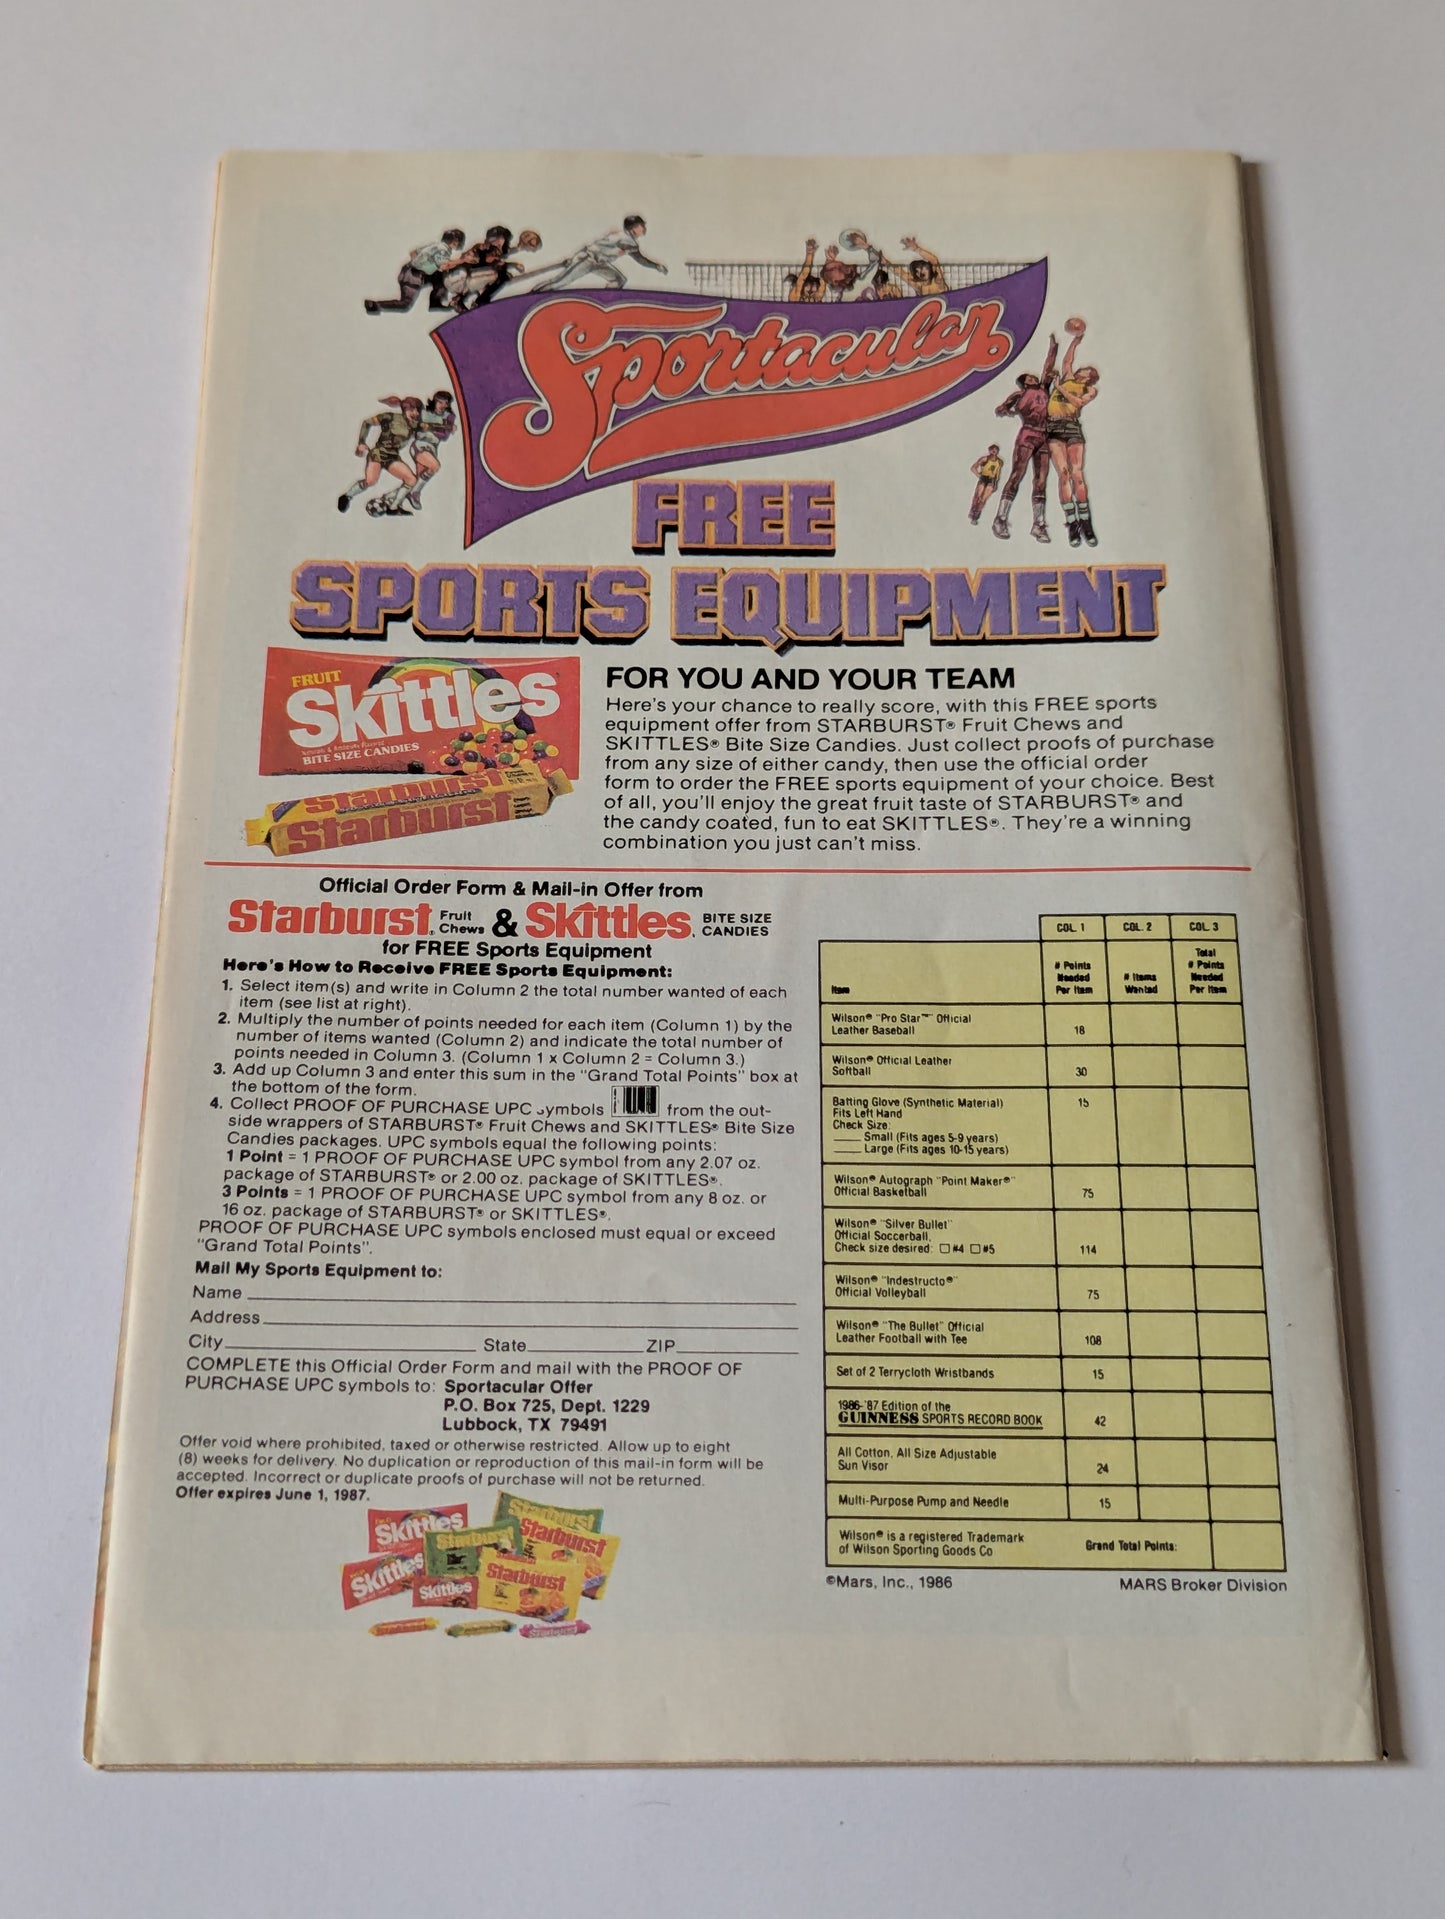 Sportacular
FREE
SPORTS EQUIPMENT
FRUIT
Skittles
BITE SIZE CANDIES
Starburst
Starburst
FOR YOU AND YOUR TEAM
Here's your chance to really score, with this FREE sports
equipment offer from STARBURST® Fruit Chews and
SKITTLES® Bite Size Candies. Just collect proofs of purchase
from any size of either candy, then use the official order
form to order the FREE sports equipment of your choice. Best
of all, you'll enjoy the great fruit taste of STARBURST® and
the candy coated, fun to eat SKITTLES®. They're a winning
combination you just can't miss.
Official Order Form & Mail-in Offer from
Starburst® Fruit Chews & Skittles® BITE SIZE CANDIES
for FREE Sports Equipment
Here's How to Receive FREE Sports Equipment:
1. Select item(s) and write in Column 2 the total number wanted of each
item (see list at right).
2. Multiply the number of points needed for each item (Column 1) by the
number of items wanted (Column 2) and indicate the total number of
points needed in Column 3. (Column 1 x Column 2 = Column 3.)
3. Add up Column 3 and enter this sum in the "Grand Total Points" box at
the bottom of the form.
4. Collect PROOF OF PURCHASE UPC symbols from the out-
side wrappers of STARBURST® Fruit Chews and SKITTLES® Bite Size
Candies packages. UPC symbols equal the following points:
1 Point = 1 PROOF OF PURCHASE UPC symbol from any 2.07 oz.
package of STARBURST® or 2.00 oz. package of SKITTLES®.
3 Points = 1 PROOF OF PURCHASE UPC symbol from any 8 oz. or
16 oz. package of STARBURST® or SKITTLES®.
PROOF OF PURCHASE UPC symbols enclosed must equal or exceed
"Grand Total Points".
Mail My Sports Equipment to:
Name
Address
City State ZIP
COMPLETE this Official Order Form and mail with the PROOF OF
PURCHASE UPC symbols to: Sportacular Offer
P.O. Box 725, Dept. 1229
Lubbock, TX 79491
Offer void where prohibited, taxed or otherwise restricted. Allow up to eight
(8) weeks for delivery. No duplication or reproduction of this mail-in form will be
accepted. Incorrect or duplicate proofs of purchase will not be returned.
Offer expires June 1, 1987.
Skittles
Starburst
Starburst
Starburst
Skittles
Skittles
Starburst
COL. 1 COL. 2 COL. 3
Item # Points Needed Per Item # Items Wanted Total # Points Needed Per Item
Wilson® "Pro Star™" Official
Leather Baseball 18
Wilson® Official Leather
Softball 30
Batting Glove (Synthetic Material) 15
Fits Left Hand
Check Size:
Small (Fits ages 5-9 years)
Large (Fits ages 10-15 years)
Wilson® Autograph "Point Maker®"
Official Basketball 75
Wilson® "Silver Bullet"
Official Soccerball.
Check size desired: ☐ #4 ☐ #5 114
Wilson® "Indestructo®"
Official Volleyball 75
Wilson® "The Bullet" Official
Leather Football with Tee 108
Set of 2 Terrycloth Wristbands 15
1986-'87 Edition of the
GUINNESS SPORTS RECORD BOOK 42
All Cotton, All Size Adjustable
Sun Visor 24
Multi-Purpose Pump and Needle 15
Wilson® is a registered Trademark
of Wilson Sporting Goods Co Grand Total Points:
©Mars, Inc., 1986 MARS Broker Division